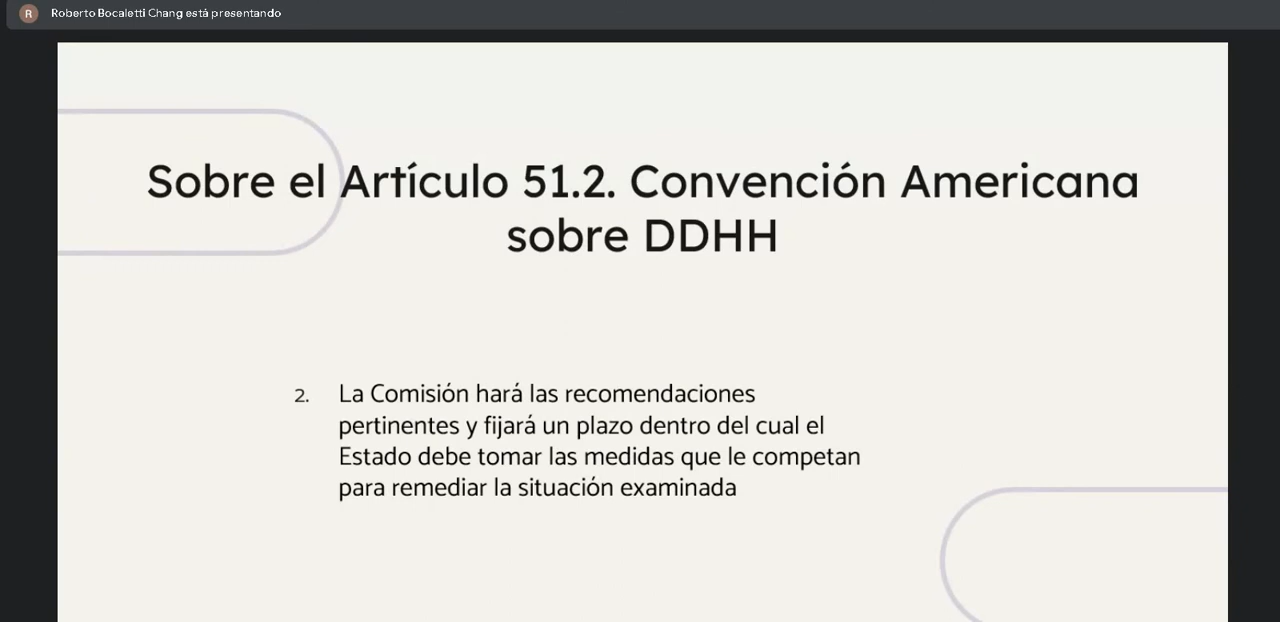 R Roberto Bocaletti Chang está presentando
Sobre el Artículo 51.2. Convención Americana
sobre DDHH
2. La Comisión hará las recomendaciones
pertinentes y fijará un plazo dentro del cual el
Estado debe tomar las medidas que le competan
para remediar la situación examinada